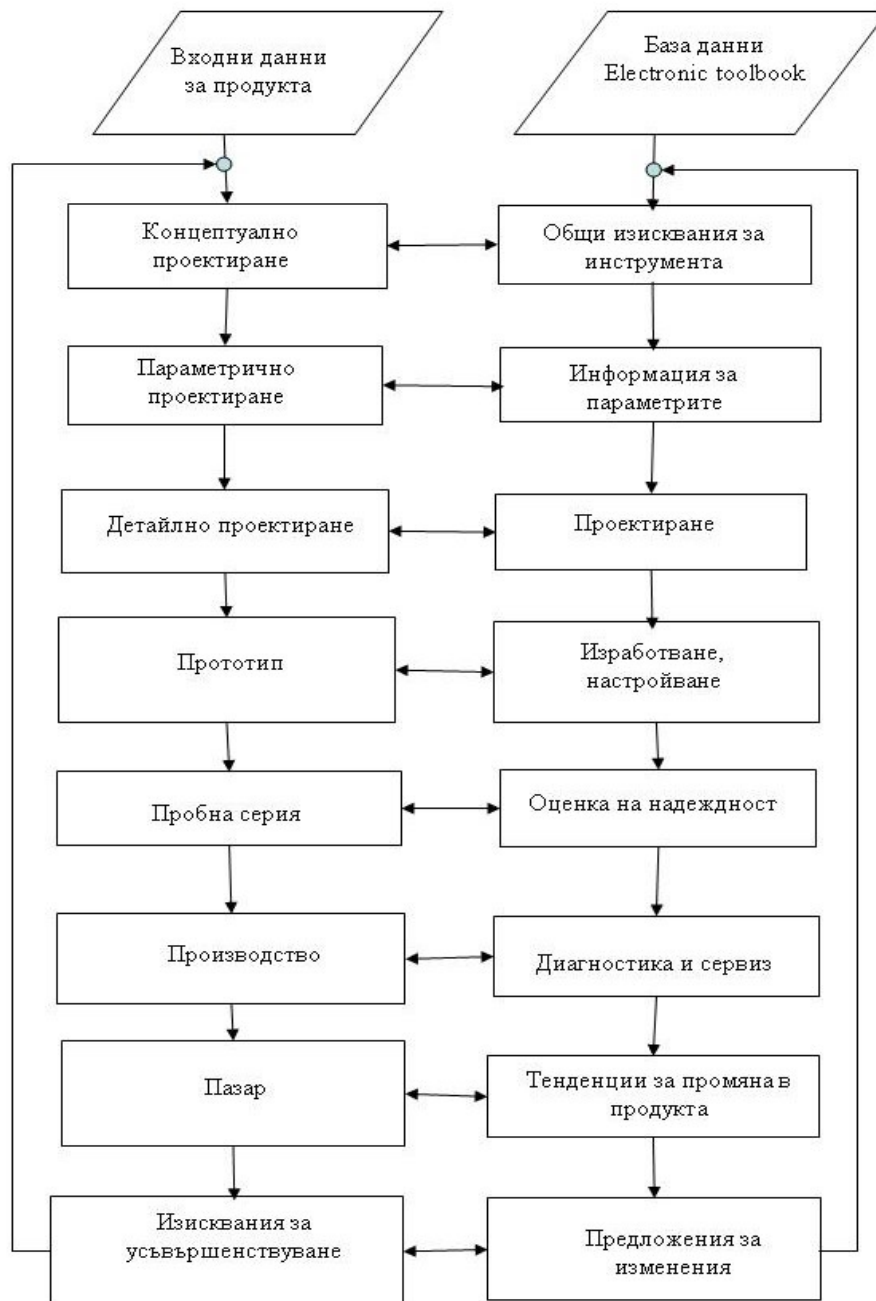 Входни данни
за продукта
База данни
Electronic toolbook
Концептуално
проектиране
Общи изисквания за
инструмента
Параметрично
проектиране
Информация за
параметрите
Детайлно проектиране
Проектиране
Прототип
Изработване,
настройване
Пробна серия
Оценка на надеждност
Производство
Диагностика и сервиз
Пазар
Тенденции за промяна в
продукта
Изисквания за
усъвършенствуване
Предложения за
изменения